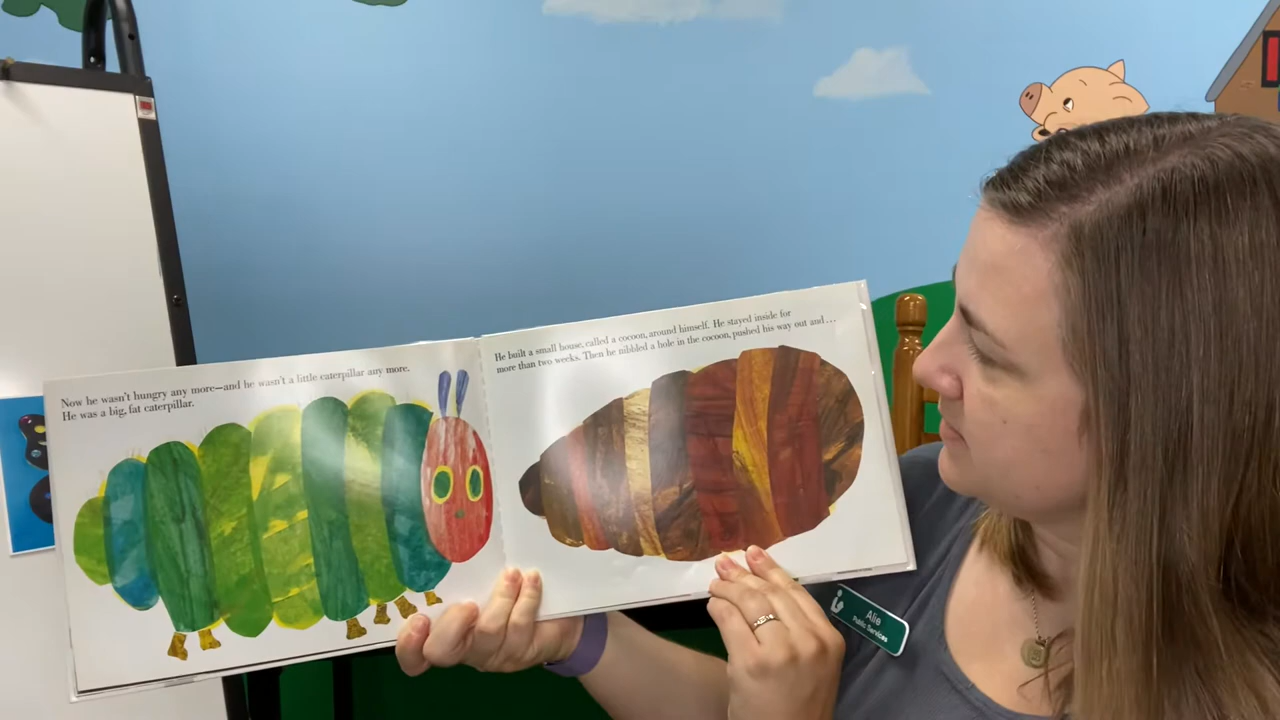 Now he wasn't hungry any more—and he wasn't a little caterpillar any more.
He was a big, fat caterpillar.
He built a small house, called a cocoon, around himself. He stayed inside for
more than two weeks. Then he nibbled a hole in the cocoon, pushed his way out and...
Alie
Public Services